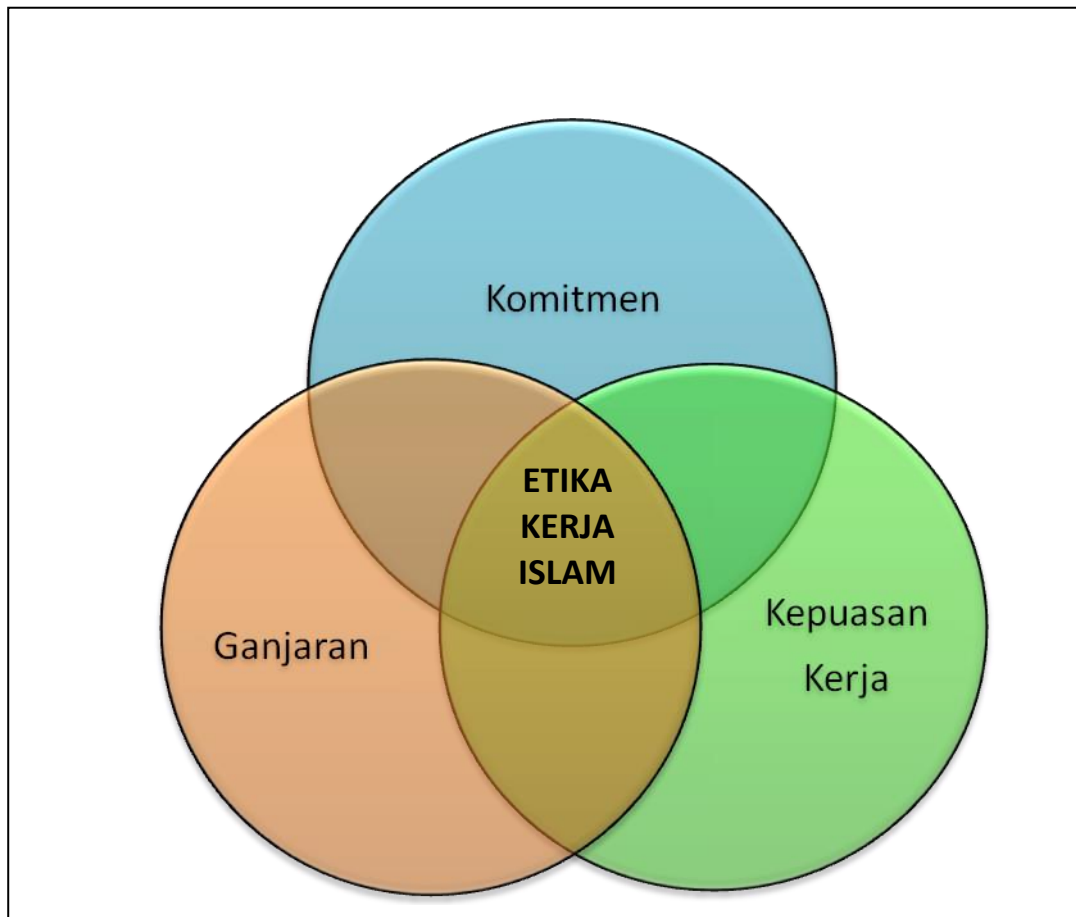 Komitmen
ETIKA
KERJA
ISLAM
Ganjaran
Kepuasan
Kerja